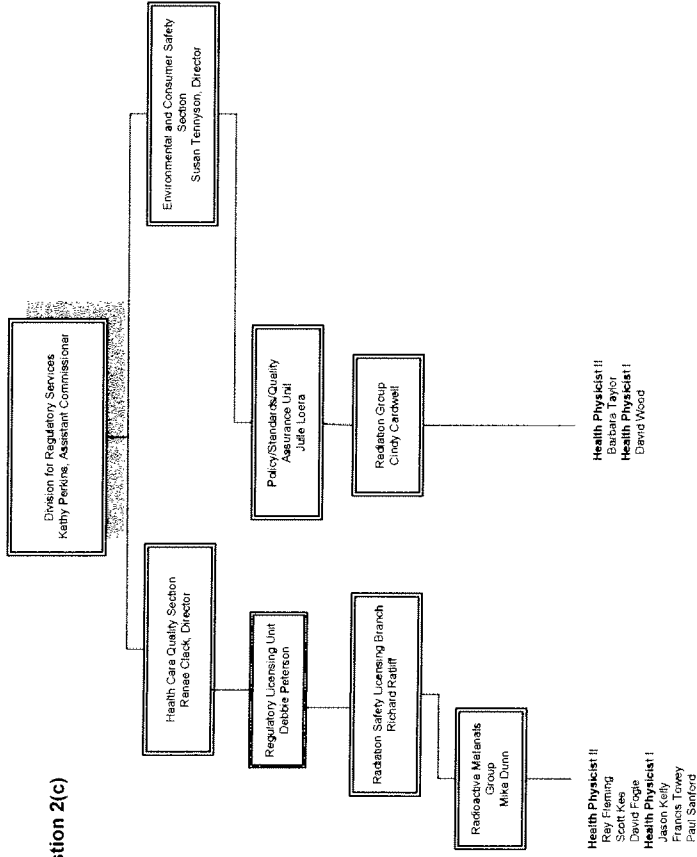 stion 2(c)
Division for Regulatory Services
Kathy Perkins, Assistant Commissioner
Health Care Quality Section
Renee Clack, Director
Environmental and Consumer Safety
Section
Susan Tennyson, Director
Regulatory Licensing Unit
Debbie Peterson
Policy/Standards/Quality
Assurance Unit
Julie Loera
Radiation Safety Licensing Branch
Richard Ratliff
Radiation Group
Cindy Cardwell
Radioactive Materials
Group
Mike Dunn
Health Physicist II
Ray Fleming
Scott Kee
David Fogle
Health Physicist I
Jason Kelly
Francis Towey
Paul Sanford
Health Physicist II
Barbara Taylor
Health Physicist I
David Wood